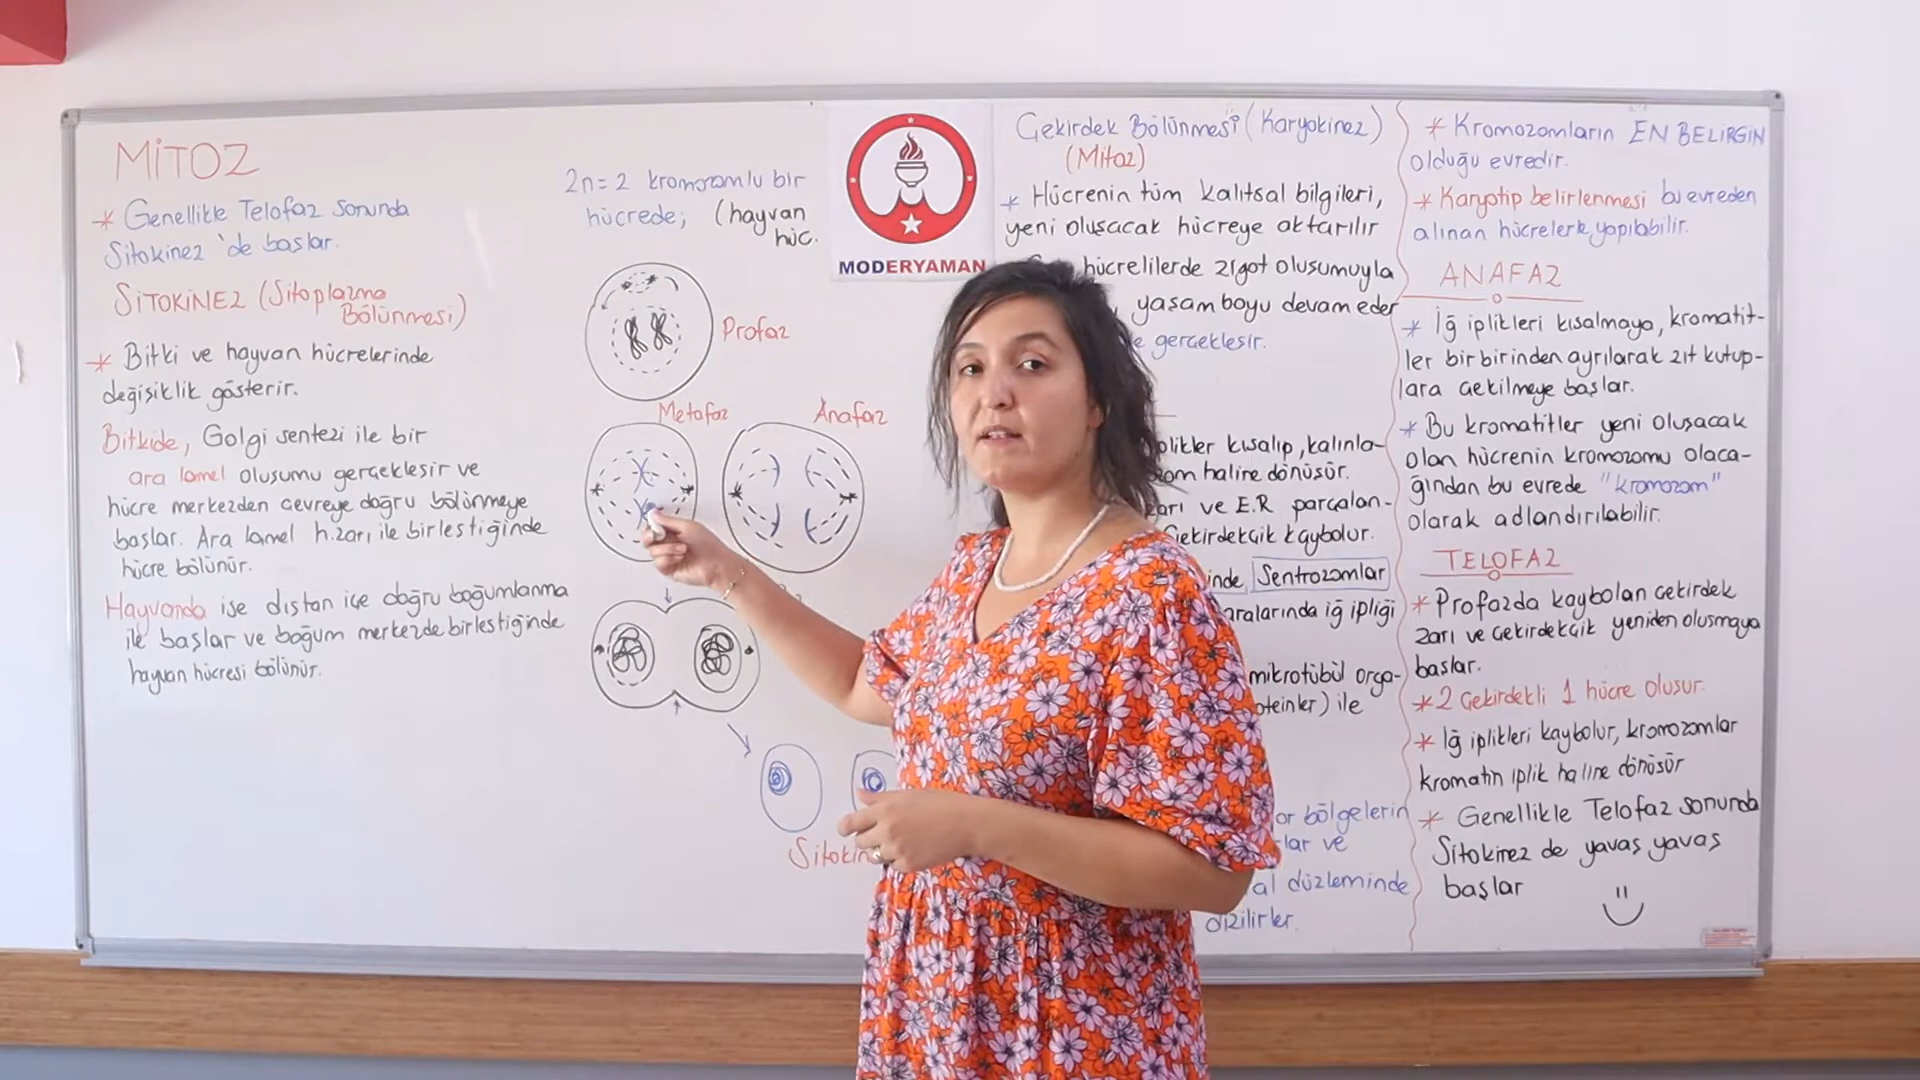 MİTOZ
* Genellikle Telofaz sonunda
Sitokinez 'de başlar.
SİTOKİNEZ (Sitoplazma
Bölünmesi)
* Bitki ve hayvan hücrelerinde
değişiklik gösterir.
Bitkide, Golgi sentezi ile bir
ara lamel oluşumu gerçekleşir ve
hücre merkezden çevreye doğru bölünmeye
başlar. Ara lamel h.zarı ile birleştiğinde
hücre bölünür.
Hayvanda ise dıştan içe doğru boğumlanma
ile başlar ve boğum merkezde birleştiğinde
hayvan hücresi bölünür.
2n=2 kromozomlu bir
hücrede; (hayvan
hüc.
Profaz
Metafaz
Anafaz
Sitokin
MODERYAMAN
Çekirdek Bölünmesi (Karyokinez)
(Mitoz)
* Hücrenin tüm kalıtsal bilgileri,
yeni oluşacak hücreye aktarılır
hücrelilerde zigot oluşumuyla
yaşam boyu devam eder
gerçekleşir.
iplikler kısalıp, kalınla-
haline dönüşür.
ve E.R parçalan-
Çekirdekçik kaybolur.
inde, Sentrozomlar
aralarında iğ ipliği
mikrotübül orga-
oteinler) ile
or bölgelerin
lar ve
al düzleminde
dizilirler.
* Kromozomların EN BELİRGİN
olduğu evredir.
* Karyotip belirlenmesi bu evreden
alınan hücrelerle yapılabilir.
ANAFAZ
* İğ iplikleri kısalmaya, kromatit-
ler birbirinden ayrılarak zıt kutup-
lara çekilmeye başlar.
* Bu kromatitler yeni oluşacak
olan hücrenin kromozomu olaca-
ğından bu evrede "kromozom"
olarak adlandırılabilir.
TELOFAZ
* Profazda kaybolan çekirdek
zarı ve çekirdekçik yeniden oluşmaya
başlar.
* 2 çekirdekli 1 hücre oluşur.
* İğ iplikleri kaybolur, kromozomlar
kromatin iplik haline dönüşür
* Genellikle Telofaz sonunda
Sitokinez de yavaş yavaş
başlar